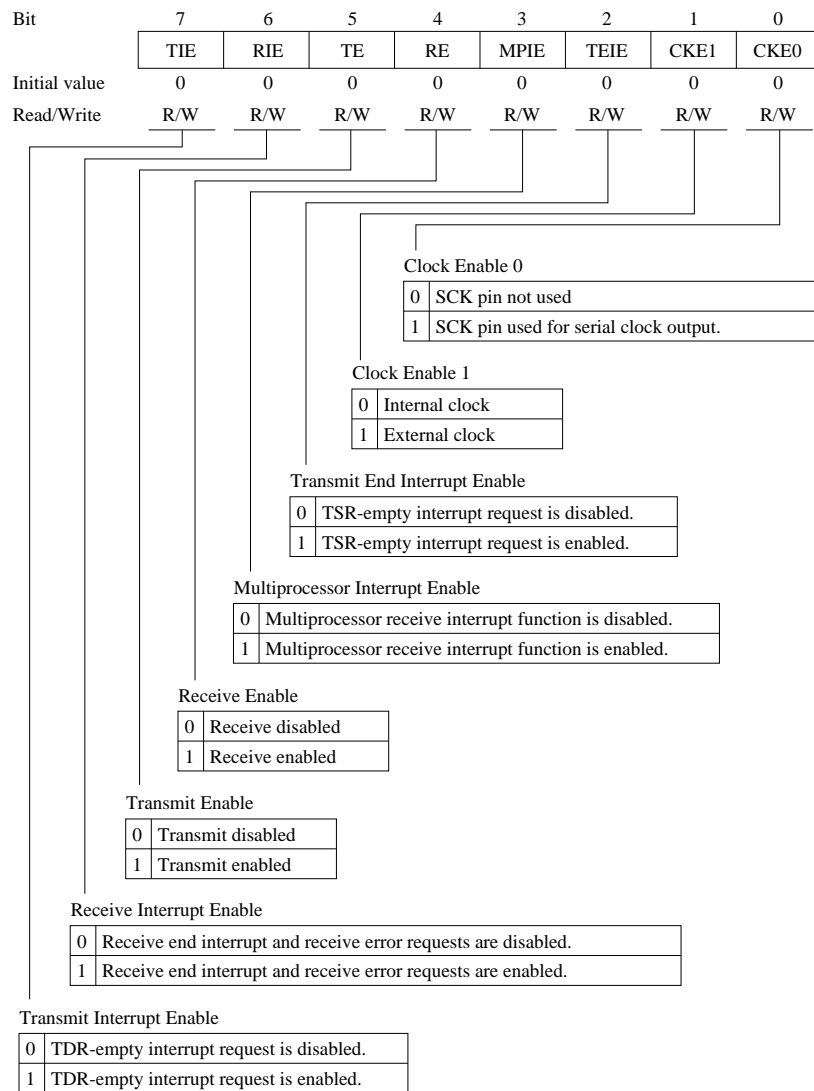 Bit 7 6 5 4 3 2 1 0
TIE RIE TE RE MPIE TEIE CKE1 CKE0
Initial value 0 0 0 0 0 0 0 0
Read/Write R/W R/W R/W R/W R/W R/W R/W R/W
Clock Enable 0
0 SCK pin not used
1 SCK pin used for serial clock output.
Clock Enable 1
0 Internal clock
1 External clock
Transmit End Interrupt Enable
0 TSR-empty interrupt request is disabled.
1 TSR-empty interrupt request is enabled.
Multiprocessor Interrupt Enable
0 Multiprocessor receive interrupt function is disabled.
1 Multiprocessor receive interrupt function is enabled.
Receive Enable
0 Receive disabled
1 Receive enabled
Transmit Enable
0 Transmit disabled
1 Transmit enabled
Receive Interrupt Enable
0 Receive end interrupt and receive error requests are disabled.
1 Receive end interrupt and receive error requests are enabled.
Transmit Interrupt Enable
0 TDR-empty interrupt request is disabled.
1 TDR-empty interrupt request is enabled.